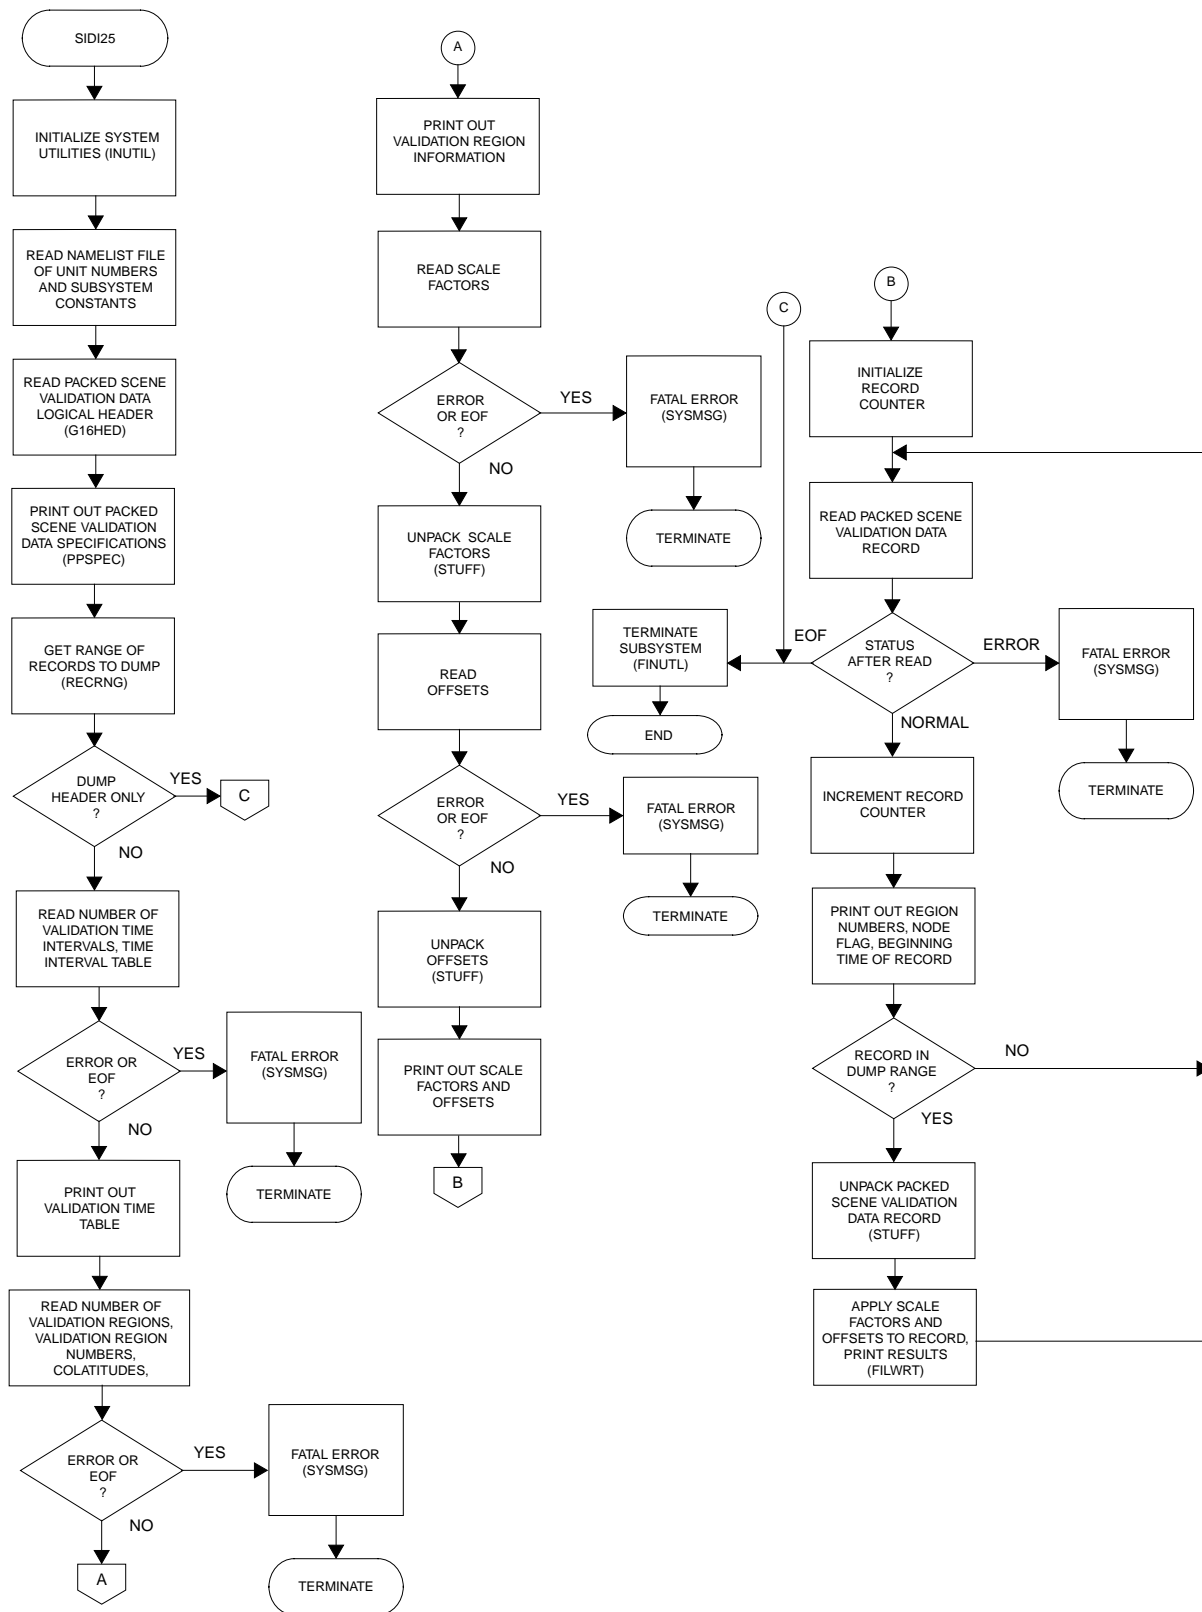 SIDI25
INITIALIZE SYSTEM
UTILITIES (INUTIL)
READ NAMELIST FILE
OF UNIT NUMBERS
AND SUBSYSTEM
CONSTANTS
READ PACKED SCENE
VALIDATION DATA
LOGICAL HEADER
(G16HED)
PRINT OUT PACKED
SCENE VALIDATION
DATA SPECIFICATIONS
(PPSPEC)
GET RANGE OF
RECORDS TO DUMP
(RECRNG)
DUMP
HEADER ONLY
?
YES
C
NO
READ NUMBER OF
VALIDATION TIME
INTERVALS, TIME
INTERVAL TABLE
ERROR OR
EOF
?
YES
FATAL ERROR
(SYSMSG)
TERMINATE
NO
PRINT OUT
VALIDATION TIME
TABLE
READ NUMBER OF
VALIDATION REGIONS,
VALIDATION REGION
NUMBERS,
COLATITUDES,
ERROR OR
EOF
?
YES
FATAL ERROR
(SYSMSG)
TERMINATE
NO
A
A
PRINT OUT
VALIDATION REGION
INFORMATION
READ SCALE
FACTORS
ERROR
OR EOF
?
YES
FATAL ERROR
(SYSMSG)
TERMINATE
NO
UNPACK SCALE
FACTORS
(STUFF)
READ
OFFSETS
ERROR
OR EOF
?
YES
FATAL ERROR
(SYSMSG)
TERMINATE
NO
UNPACK
OFFSETS
(STUFF)
PRINT OUT SCALE
FACTORS AND
OFFSETS
B
C
B
INITIALIZE
RECORD
COUNTER
READ PACKED SCENE
VALIDATION DATA
RECORD
STATUS
AFTER READ
?
EOF
TERMINATE
SUBSYSTEM
(FINUTL)
END
ERROR
FATAL ERROR
(SYSMSG)
TERMINATE
NORMAL
INCREMENT RECORD
COUNTER
PRINT OUT REGION
NUMBERS, NODE
FLAG, BEGINNING
TIME OF RECORD
RECORD IN
DUMP RANGE
?
NO
YES
UNPACK PACKED
SCENE VALIDATION
DATA RECORD
(STUFF)
APPLY SCALE
FACTORS AND
OFFSETS TO RECORD,
PRINT RESULTS
(FILWRT)